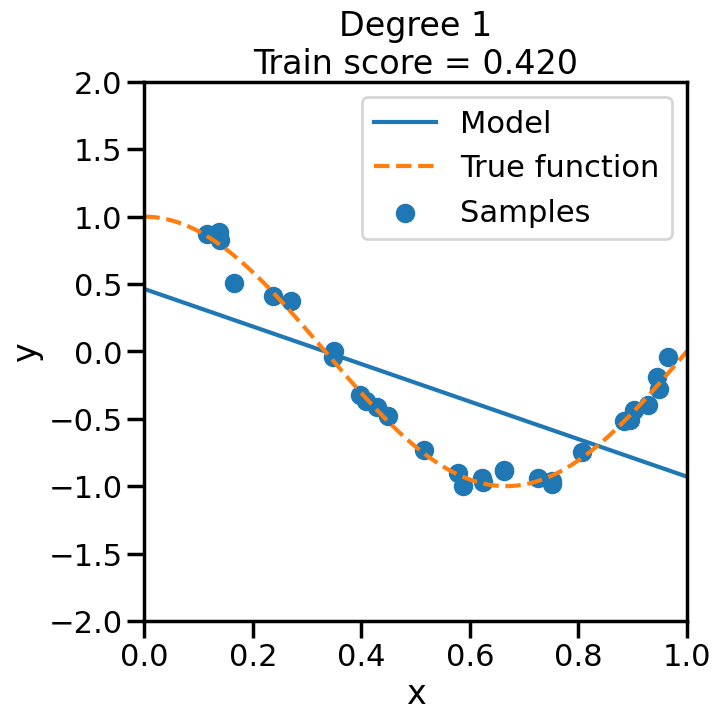 Degree 1
Train score = 0.420
Model
True function
Samples
2.0
1.5
1.0
0.5
0.0
−0.5
−1.0
−1.5
−2.0
y
0.0 0.2 0.4 0.6 0.8 1.0
x